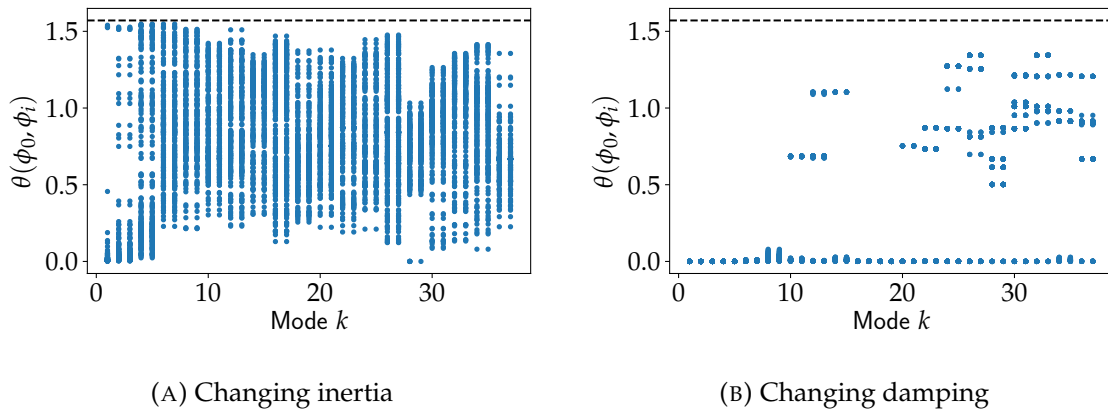 1.5
1.0
0.5
0.0
θ(ϕ₀, ϕᵢ)
0 10 20 30
Mode k
(A) Changing inertia
1.5
1.0
0.5
0.0
θ(ϕ₀, ϕᵢ)
0 10 20 30
Mode k
(B) Changing damping